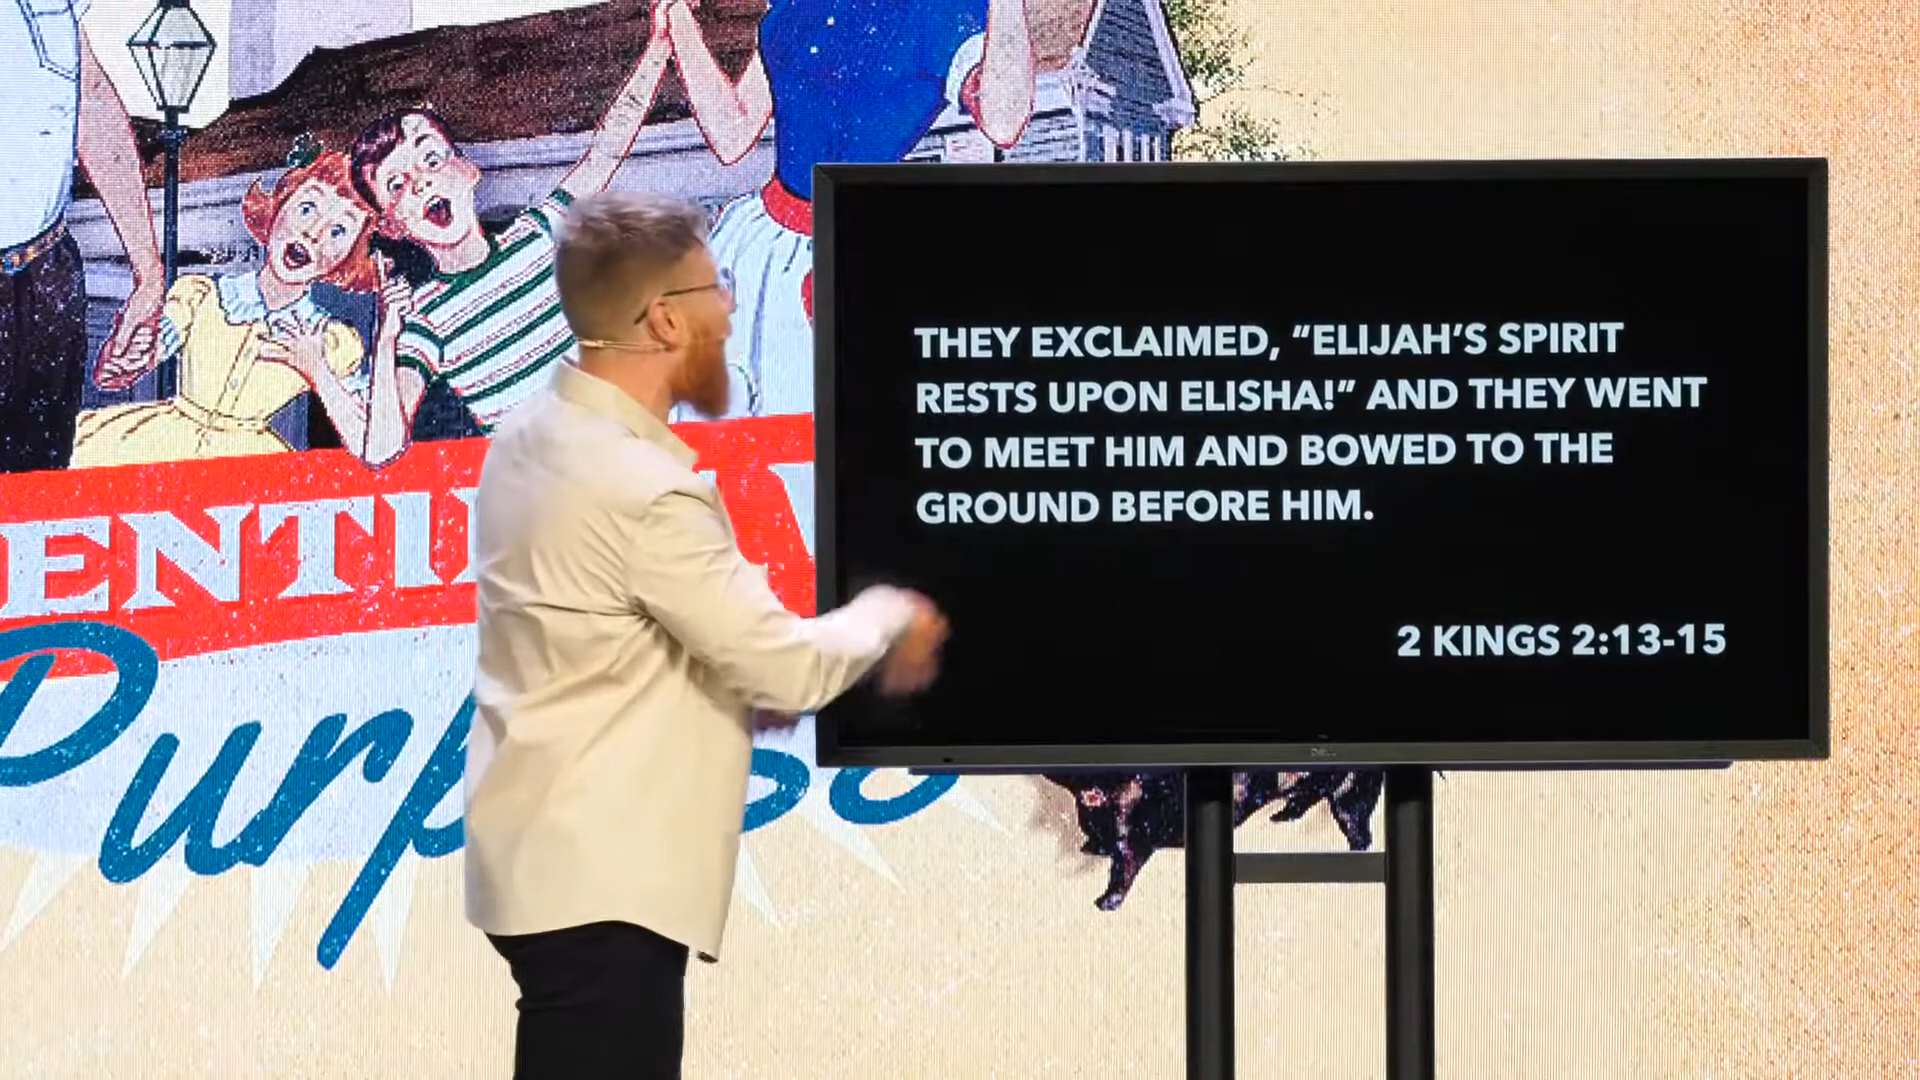 THEY EXCLAIMED, “ELIJAH’S SPIRIT
RESTS UPON ELISHA!” AND THEY WENT
TO MEET HIM AND BOWED TO THE
GROUND BEFORE HIM.
2 KINGS 2:13-15
DELL